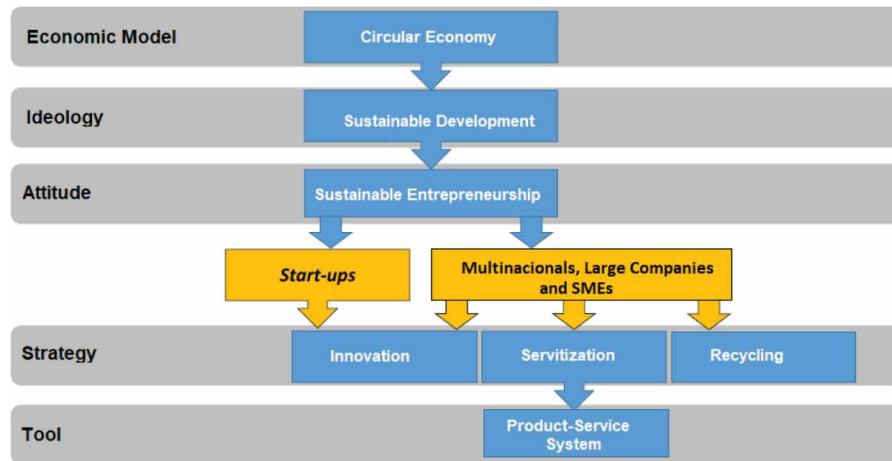 Economic Model
Circular Economy
Ideology
Sustainable Development
Attitude
Sustainable Entrepreneurship
Start-ups
Multinacionals, Large Companies
and SMEs
Strategy
Innovation
Servitization
Recycling
Tool
Product-Service
System